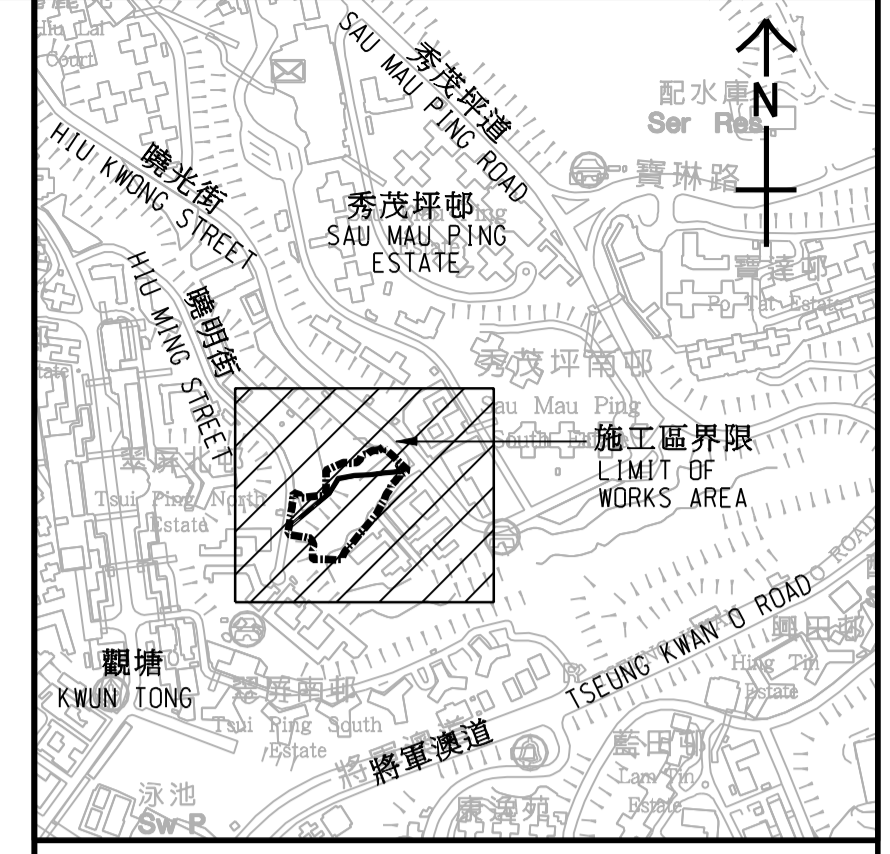 Hiu Lai
Court
秀茂坪道
SAU MAU PING ROAD
配水庫
Ser Res
N
寶琳路
曉光街
HIU KWONG STREET
秀茂坪邨
SAU MAU PING
ESTATE
寶達邨
Po Tat Estate
曉明街
HIU MING STREET
秀茂坪南邨
Sau Mau Ping
South
施工區界限
LIMIT OF
WORKS AREA
翠屏北邨
Tsui Ping North
Estate
觀塘
KWUN TONG
翠屏南邨
Tsui Ping South
Estate
將軍澳道
將軍澳道
TSEUNG KWAN O ROAD
興田邨
Hing Tin
Estate
藍田邨
Lam Tin
Estate
康逸苑
泳池
Sw P